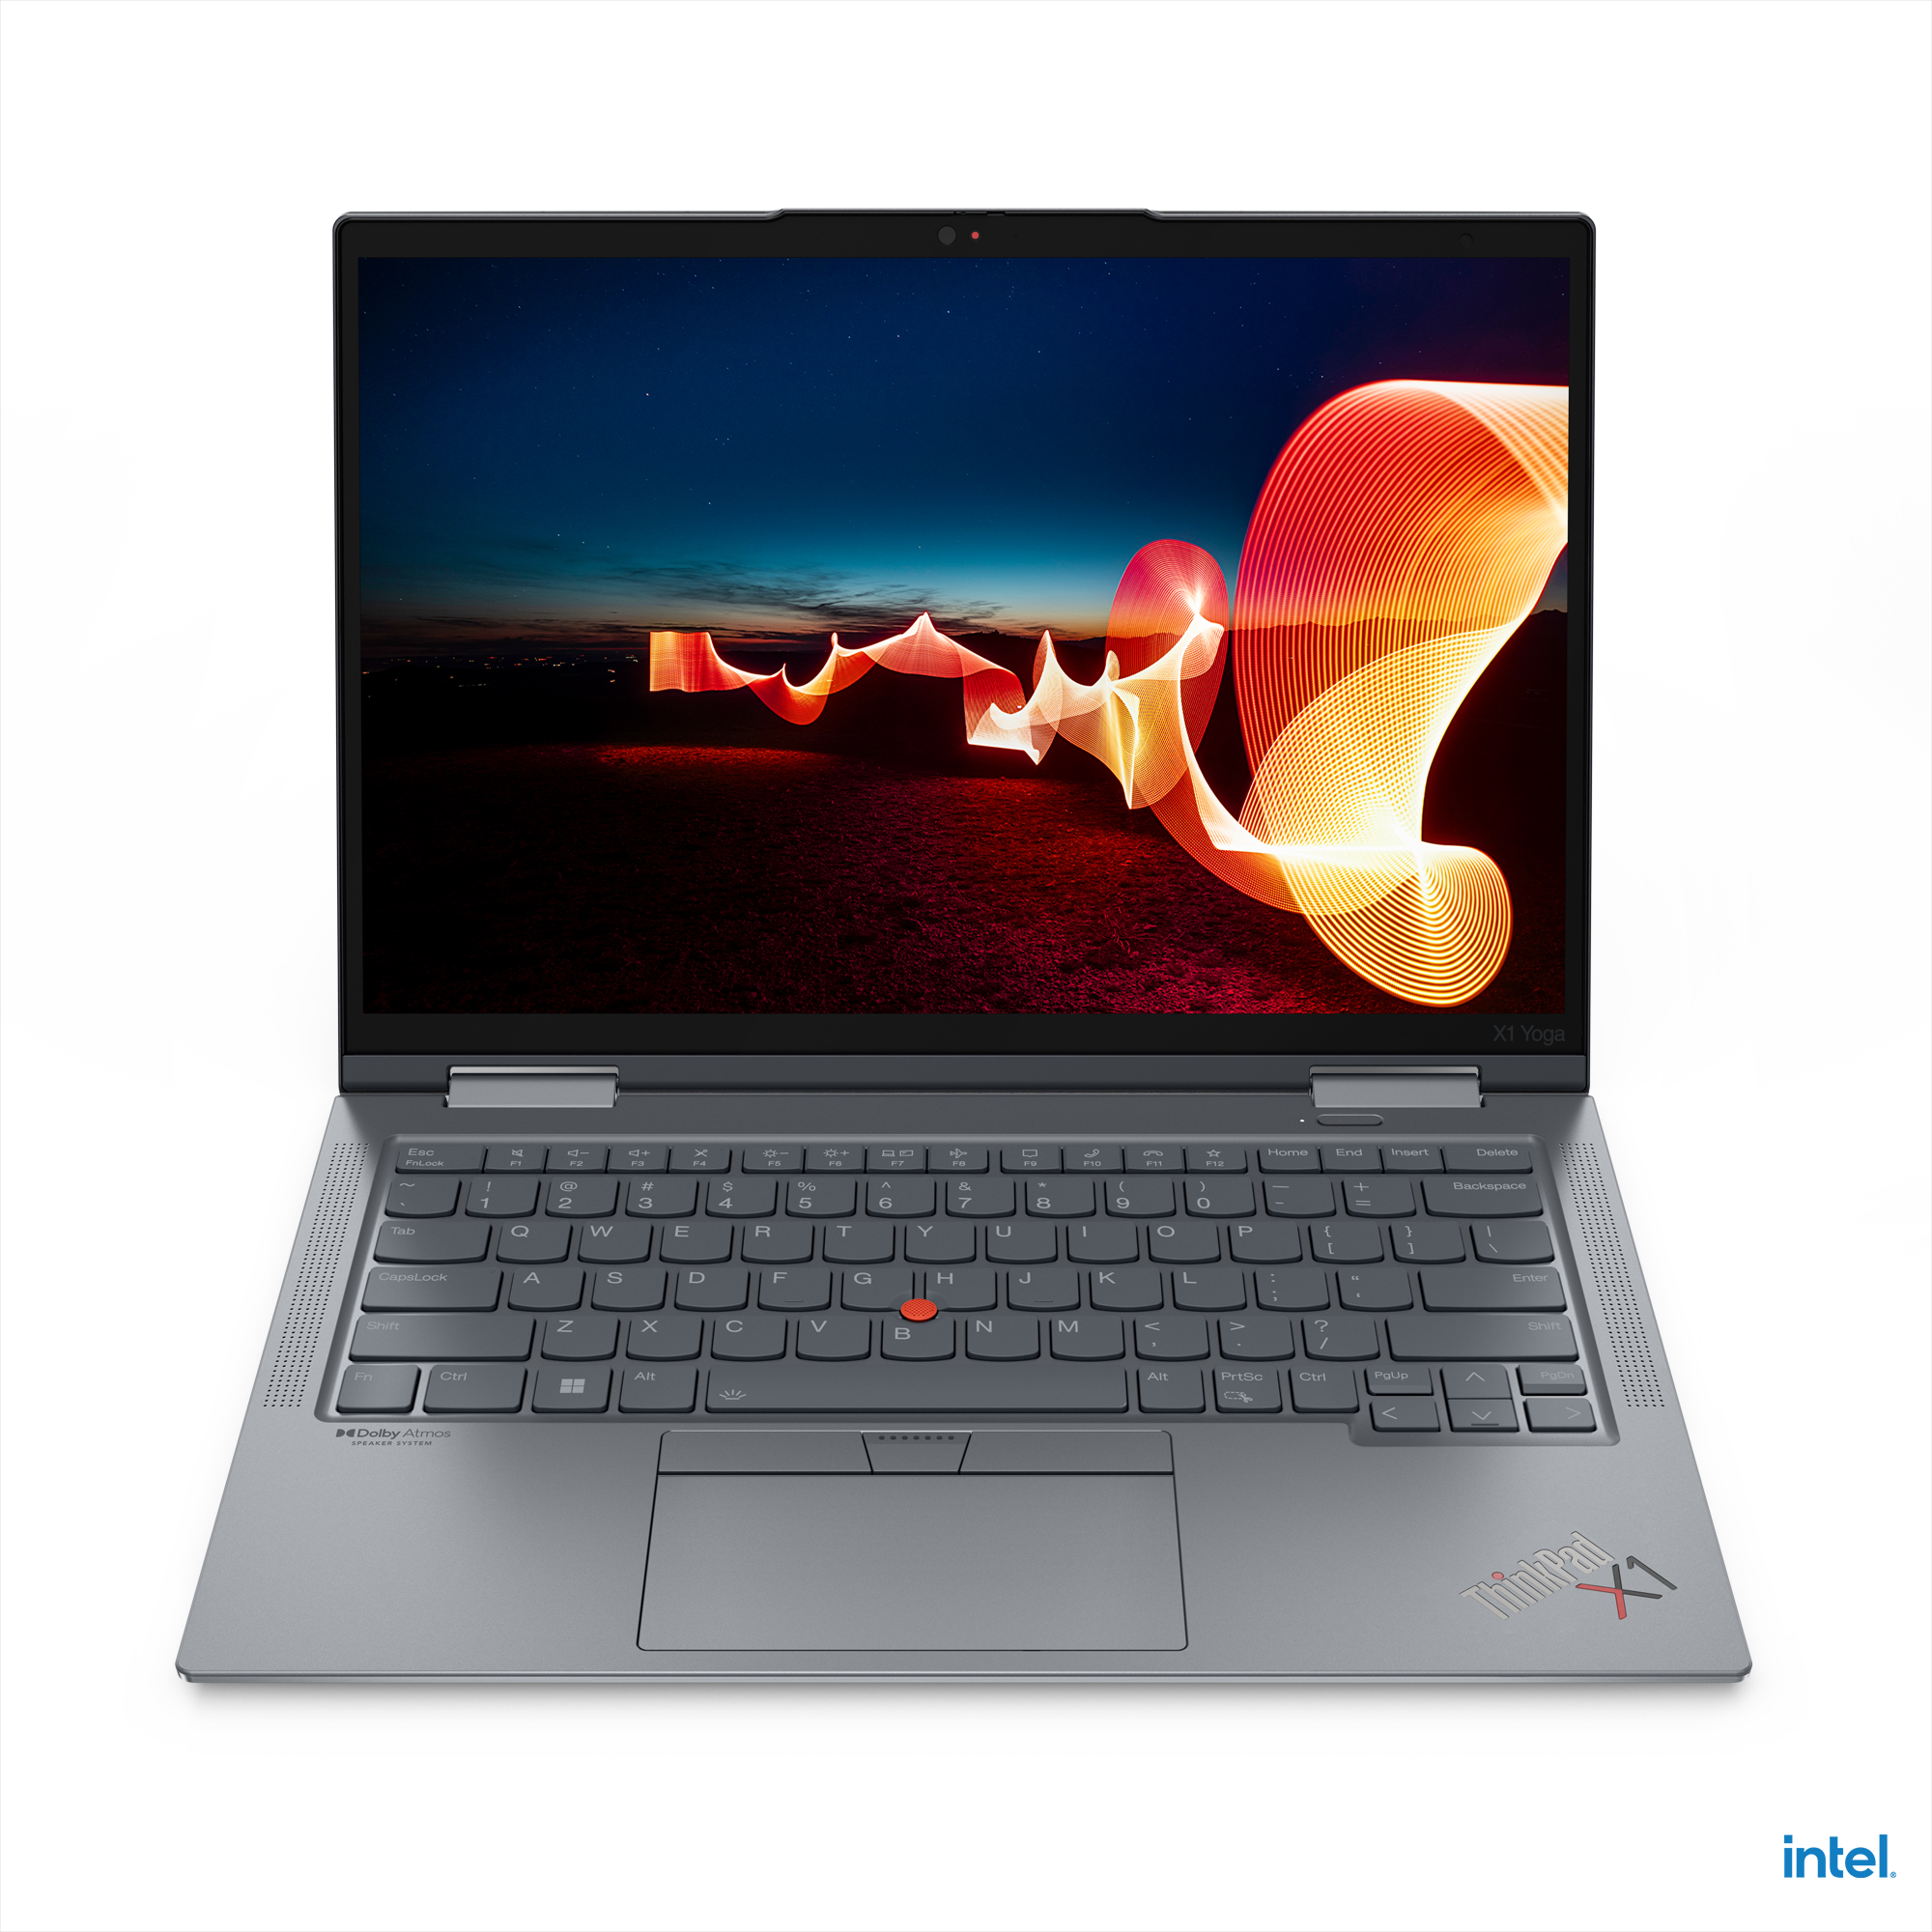 X1 Yoga
Esc FnLock F1 F2 F3 F4 F5 F6 F7 F8 F9 F10 F11 F12 Home End Insert Delete
~ ` ! 1 @ 2 # 3 $ 4 % 5 ^ 6 & 7 * 8 ( 9 ) 0 — - + = Backspace
Tab Q W E R T Y U I O P { [ } ] | \
CapsLock A S D F G H J K L : ; “ ‘ Enter
Shift Z X C V B N M < , > . ? / Shift
Fn Ctrl Alt Alt PrtSc Ctrl PgUp PgDn
Dolby Atmos
SPEAKER SYSTEM
ThinkPad X1
intel®